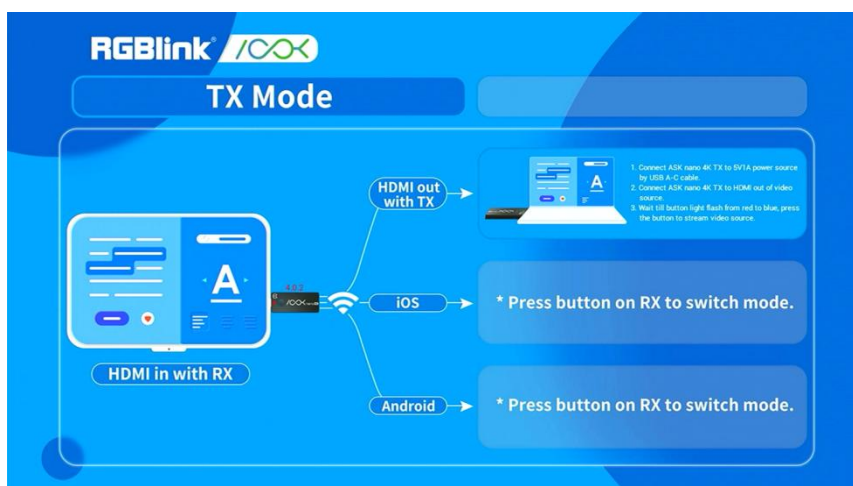 RGBlink®
TX Mode
HDMI out
with TX
1. Connect ASK nano 4K TX to 5V1A power source
by USB A-C cable.
2. Connect ASK nano 4K TX to HDMI out of video
source.
3. Wait till button light flash from red to blue, press
the button to stream video source.
A
A
4.0.2
iOS
* Press button on RX to switch mode.
HDMI in with RX
Android
* Press button on RX to switch mode.